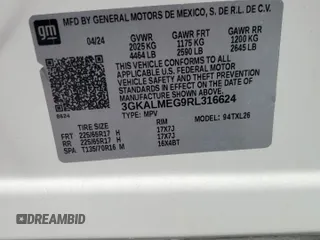 gm
MFD BY GENERAL MOTORS DE MEXICO, S. DE R.L. DE C.V.
04/24 GVWR GAWR FRT GAWR RR
2025 KG 1175 KG 1200 KG
4464 LB 2590 LB 2645 LB
THIS VEHICLE CONFORMS TO ALL APPLICABLE
U.S. FEDERAL MOTOR VEHICLE SAFETY, BUMPER, AND
THEFT PREVENTION STANDARDS IN EFFECT ON THE DATE
OF MANUFACTURE SHOWN ABOVE.
3GKALMEG9RL316624
TYPE: MPV 94TXL26
TIRE SIZE SPEED RTG RIM
FRT 225/65R17 H 17X7J
RR 225/65R17 H 17X7J
SPA T135/70R16 M 16X4BT
DREAMBID